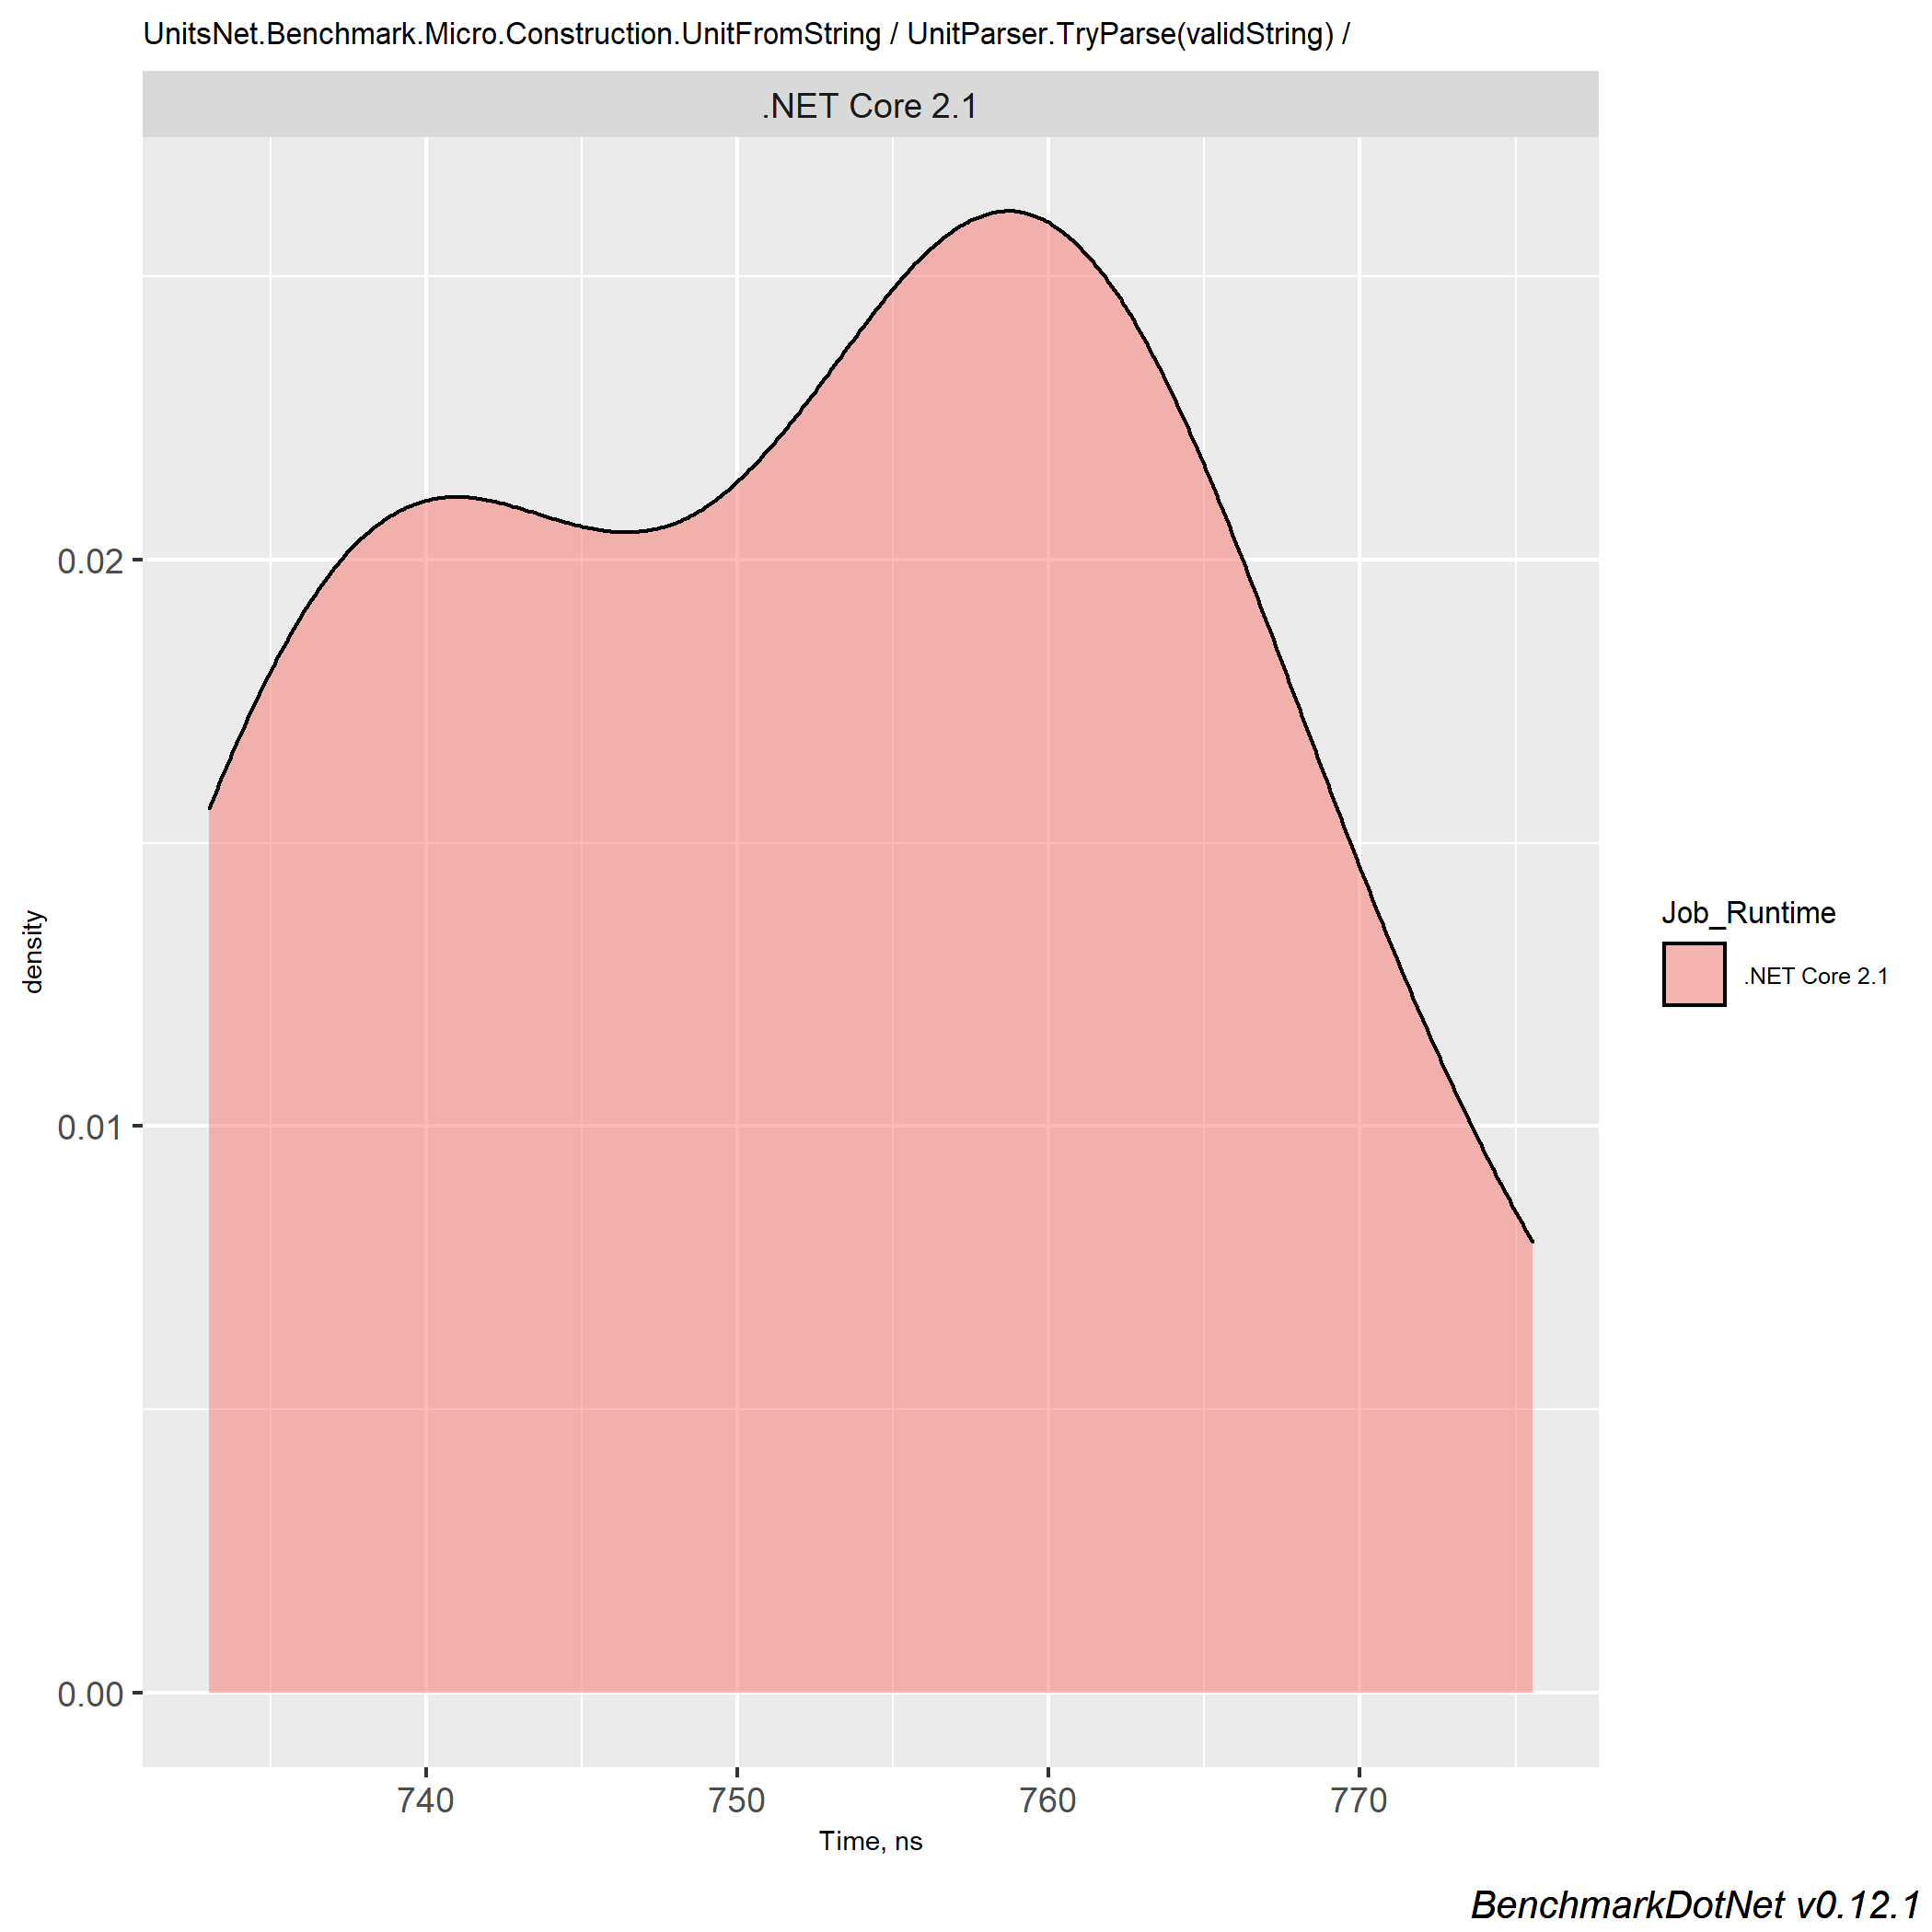 UnitsNet.Benchmark.Micro.Construction.UnitFromString / UnitParser.TryParse(validString) /
.NET Core 2.1
density
0.02
0.01
0.00
740 750 760 770
Time, ns
Job_Runtime
.NET Core 2.1
BenchmarkDotNet v0.12.1